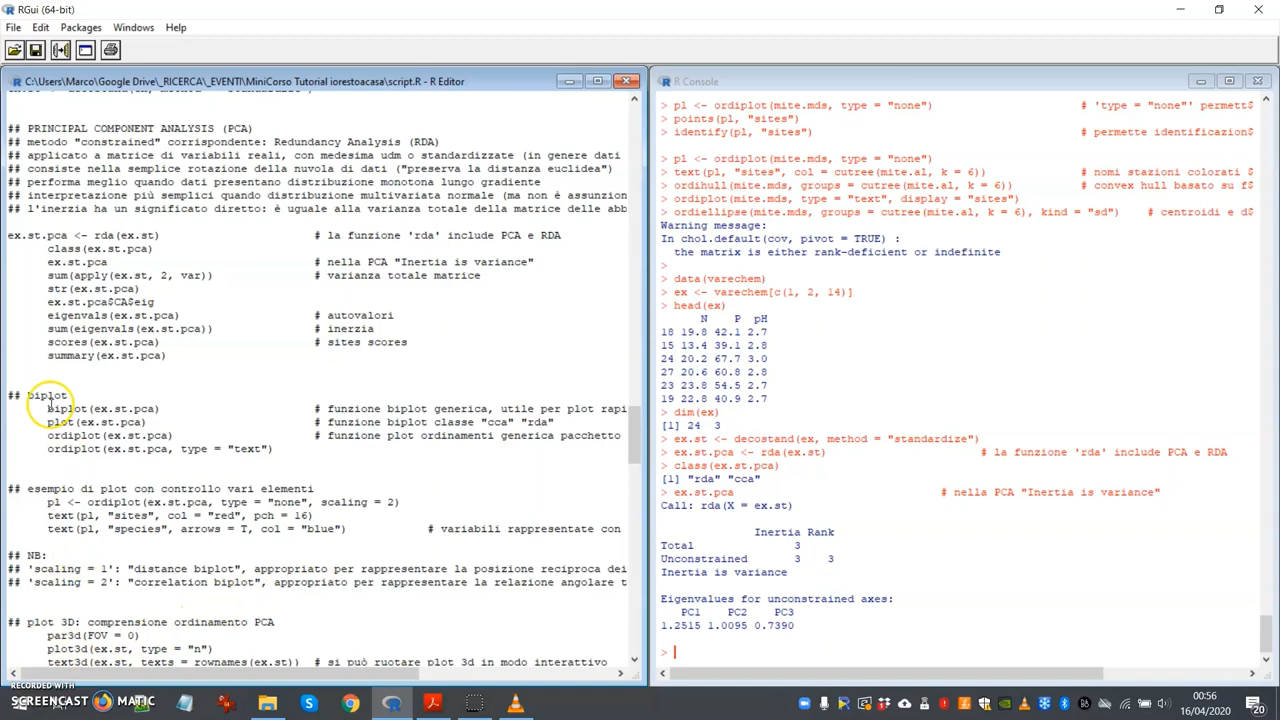 RGui (64-bit)
File Edit Packages Windows Help
C:\Users\Marco\Google Drive\_RICERCA\_EVENTI\MiniCorso Tutorial iorestoacasa\script.R - R Editor
## PRINCIPAL COMPONENT ANALYSIS (PCA)
## metodo "constrained" corrispondente: Redundancy Analysis (RDA)
## applicato a matrice di variabili reali, con medesima udm o standardizzate (in genere dati
## consiste nella semplice rotazione della nuvola di dati ("preserva la distanza euclidea")
## performa meglio quando dati presentano distribuzione monotona lungo gradiente
## interpretazione più semplici quando distribuzione multivariata normale (ma non è assunzion
## l'inerzia ha un significato diretto: è uguale alla varianza totale della matrice delle abb
ex.st.pca <- rda(ex.st) # la funzione 'rda' include PCA e RDA
class(ex.st.pca)
ex.st.pca # nella PCA "Inertia is variance"
sum(apply(ex.st, 2, var)) # varianza totale matrice
str(ex.st.pca)
ex.st.pca$CA$eig
eigenvals(ex.st.pca) # autovalori
sum(eigenvals(ex.st.pca)) # inerzia
scores(ex.st.pca) # sites scores
summary(ex.st.pca)
## biplot
biplot(ex.st.pca) # funzione biplot generica, utile per plot rapi
plot(ex.st.pca) # funzione biplot classe "cca" "rda"
ordiplot(ex.st.pca) # funzione plot ordinamenti generica pacchetto
ordiplot(ex.st.pca, type = "text")
## esempio di plot con controllo vari elementi
pl <- ordiplot(ex.st.pca, type = "none", scaling = 2)
text(pl, "sites", col = "red", pch = 16)
text(pl, "species", arrows = T, col = "blue") # variabili rappresentate con
## NB:
## 'scaling = 1': "distance biplot", appropriato per rappresentare la posizione reciproca dei
## 'scaling = 2': "correlation biplot", appropriato per rappresentare la relazione angolare t
## plot 3D: comprensione ordinamento PCA
par3d(FOV = 0)
plot3d(ex.st, type = "n")
text3d(ex.st, texts = rownames(ex.st)) # si può ruotare plot 3d in modo interattivo
R Console
> pl <- ordiplot(mite.mds, type = "none") # 'type = "none"' permett$
> points(pl, "sites")
> identify(pl, "sites") # permette identificazion$
> pl <- ordiplot(mite.mds, type = "none")
> text(pl, "sites", col = cutree(mite.al, k = 6)) # nomi stazioni colorati $
> ordihull(mite.mds, groups = cutree(mite.al, k = 6)) # convex hull basato su f$
> ordiplot(mite.mds, type = "text", display = "sites")
> ordiellipse(mite.mds, groups = cutree(mite.al, k = 6), kind = "sd") # centroidi e d$
Warning message:
In chol.default(cov, pivot = TRUE) :
the matrix is either rank-deficient or indefinite
>
> data(varechem)
> ex <- varechem[c(1, 2, 14)]
> head(ex)
N P pH
18 19.8 42.1 2.7
15 13.4 39.1 2.8
24 20.2 67.7 3.0
27 20.6 60.8 2.8
23 23.8 54.5 2.7
19 22.8 40.9 2.7
> dim(ex)
[1] 24 3
> ex.st <- decostand(ex, method = "standardize")
> ex.st.pca <- rda(ex.st) # la funzione 'rda' include PCA e RDA
> class(ex.st.pca)
[1] "rda" "cca"
> ex.st.pca # nella PCA "Inertia is variance"
Call: rda(X = ex.st)
Inertia Rank
Total 3
Unconstrained 3 3
Inertia is variance
Eigenvalues for unconstrained axes:
PC1 PC2 PC3
1.2515 1.0095 0.7390
>
RECORDED WITH
SCREENCAST MATIC
00:56
16/04/2020
20